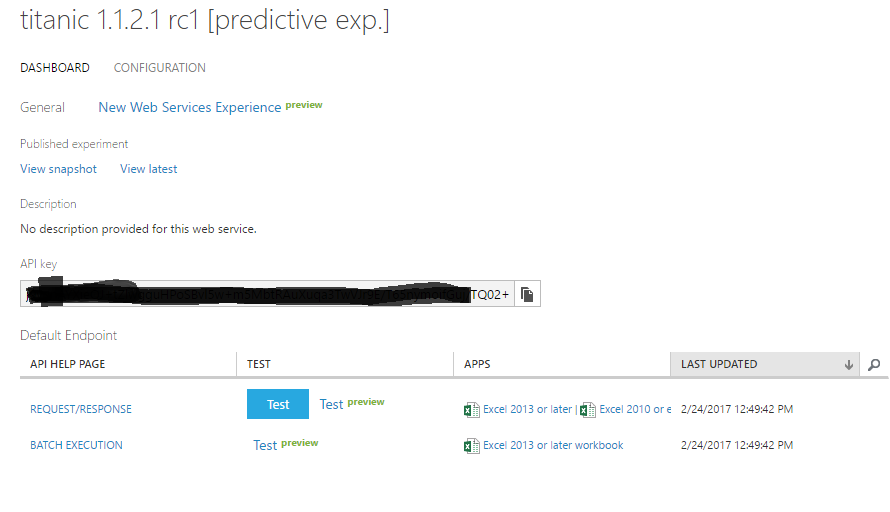 titanic 1.1.2.1 rc1 [predictive exp.]
DASHBOARD CONFIGURATION
General New Web Services Experience preview
Published experiment
View snapshot View latest
Description
No description provided for this web service.
API key
TQ02+
Default Endpoint
API HELP PAGE TEST APPS LAST UPDATED
REQUEST/RESPONSE Test Test preview Excel 2013 or later | Excel 2010 or e 2/24/2017 12:49:42 PM
BATCH EXECUTION Test preview Excel 2013 or later workbook 2/24/2017 12:49:42 PM